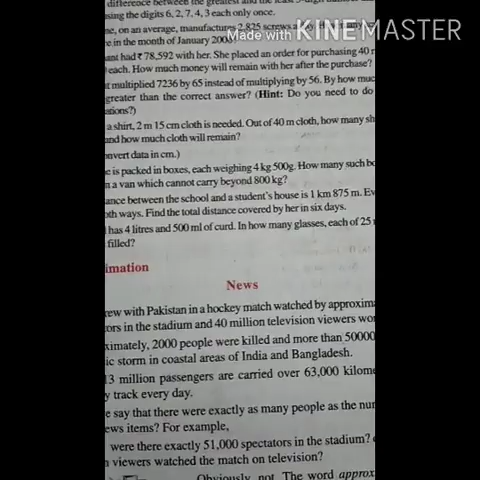 difference between the greatest and the least 5-digit
using the digits 6, 2, 7, 4, 3 each only once.
ne, on an average, manufactures 2,825 screws a
re in the month of January 2006?
Made with KINEMASTER
ant had ₹ 78,592 with her. She placed an order for purchasing 40 r
each. How much money will remain with her after the purchase?
t multiplied 7236 by 65 instead of multiplying by 56. By how muc
greater than the correct answer? (Hint: Do you need to do
tions?)
a shirt, 2 m 15 cm cloth is needed. Out of 40 m cloth, how many sh
and how much cloth will remain?
nvert data in cm.)
e is packed in boxes, each weighing 4 kg 500g. How many such bo
n a van which cannot carry beyond 800 kg?
ance between the school and a student's house is 1 km 875 m. Ev
oth ways. Find the total distance covered by her in six days.
has 4 litres and 500 ml of curd. In how many glasses, each of 25
filled?
imation
News
rew with Pakistan in a hockey match watched by approxima
tors in the stadium and 40 million television viewers wor
ximately, 2000 people were killed and more than 50000
ic storm in coastal areas of India and Bangladesh.
13 million passengers are carried over 63,000 kilome
y track every day.
e say that there were exactly as many people as the nur
ews items? For example,
were there exactly 51,000 spectators in the stadium?
n viewers watched the match on television?
Obviously, not. The word approx